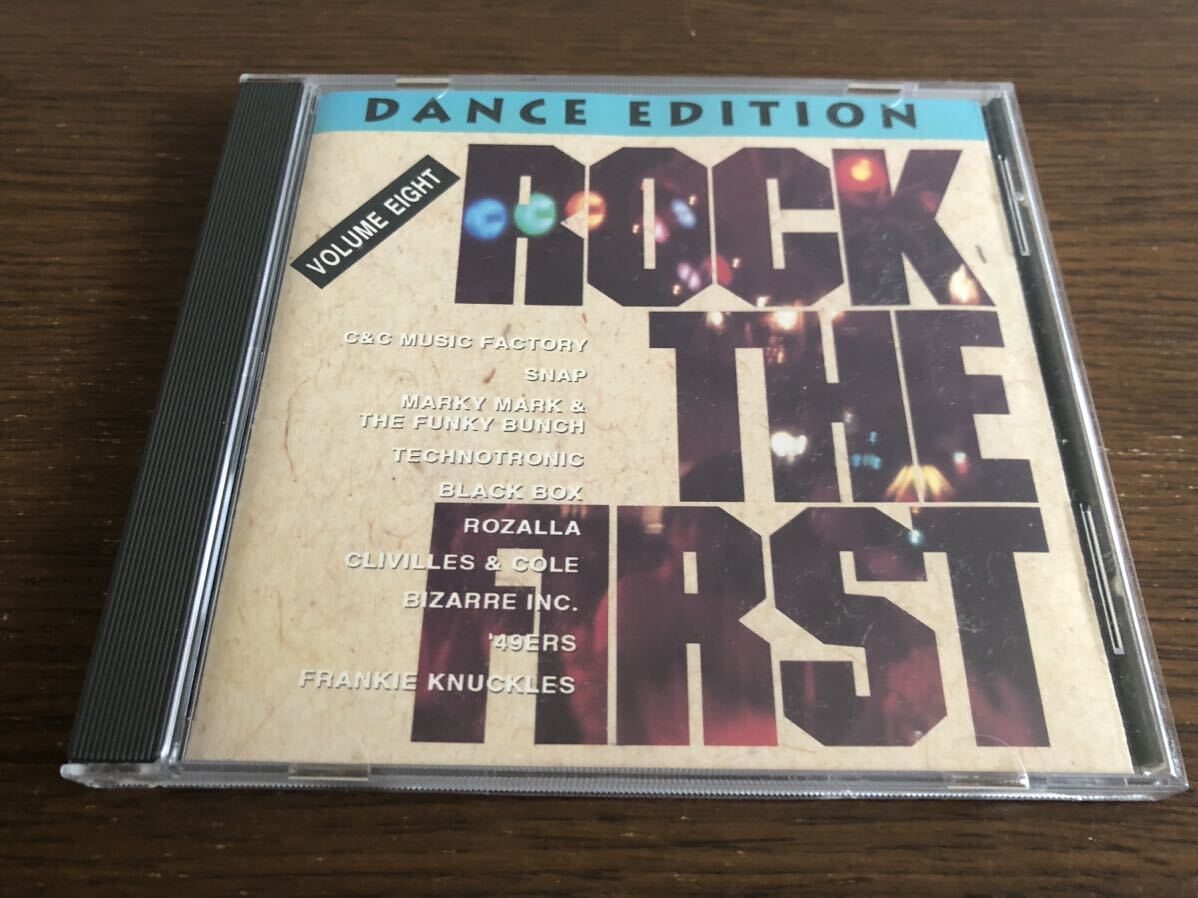 DANCE EDITION
VOLUME EIGHT
ROCK
THE
FIRST
C&C MUSIC FACTORY
SNAP
MARKY MARK &
THE FUNKY BUNCH
TECHNOTRONIC
BLACK BOX
ROZALLA
CLIVILLES & COLE
BIZARRE INC.
'49ERS
FRANKIE KNUCKLES